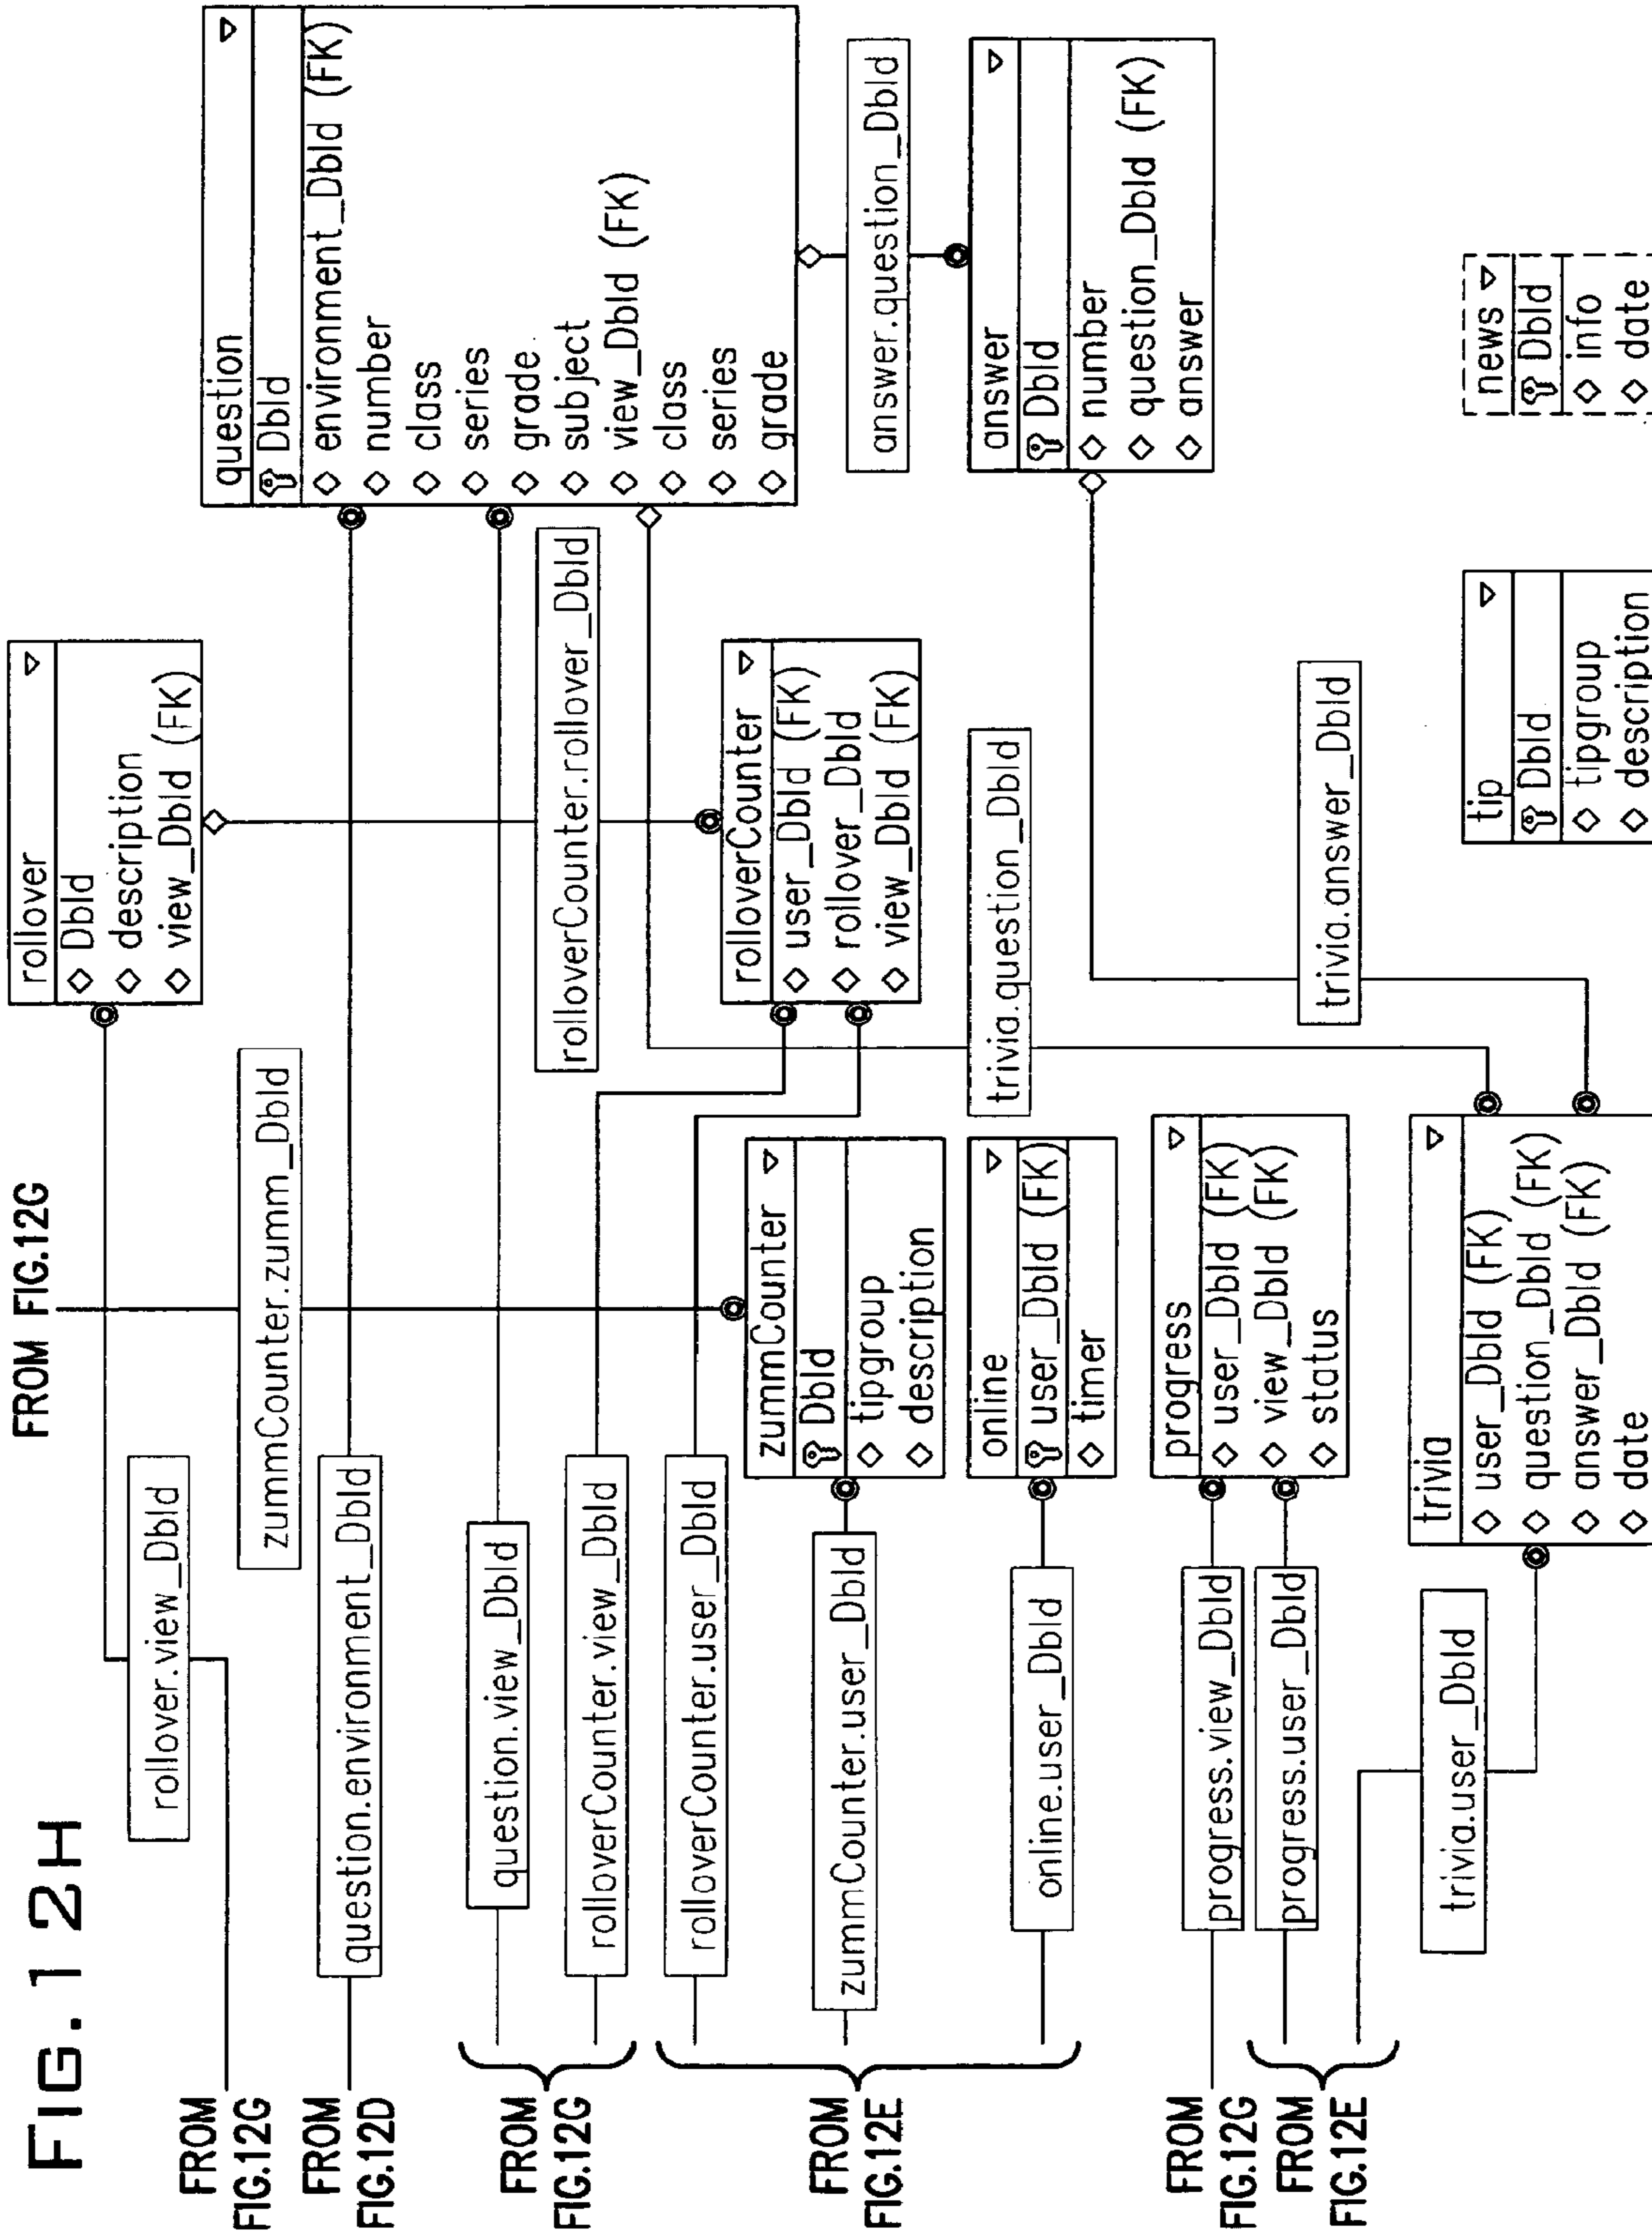 FIG. 12H
FROM FIG.12G
FROM
FIG.12G
rollover.view_DbId
rollover
DbId
description
view_DbId (FK)
zummCounter.zumm_DbId
FROM
FIG.12D
question.environment_DbId
question
DbId
environment_DbId (FK)
number
class
series
grade
subject
view_DbId (FK)
class
series
grade
FROM
FIG.12G
question.view_DbId
rolloverCounter.view_DbId
rolloverCounter.rollover_DbId
rolloverCounter
user_DbId (FK)
rollover_DbId
view_DbId (FK)
FROM
FIG.12E
rolloverCounter.user_DbId
zummCounter.user_DbId
online.user_DbId
zummCounter
DbId
tipgroup
description
answer.question_DbId
answer
DbId
number
question_DbId (FK)
answer
online
user_DbId (FK)
timer
trivia.question_DbId
FROM
FIG.12G
progress.view_DbId
FROM
FIG.12E
progress.user_DbId
progress
user_DbId (FK)
view_DbId (FK)
status
trivia.answer_DbId
trivia.user_DbId
trivia
user_DbId (FK)
question_DbId (FK)
answer_DbId (FK)
date
tip
DbId
tipgroup
description
news
DbId
info
date